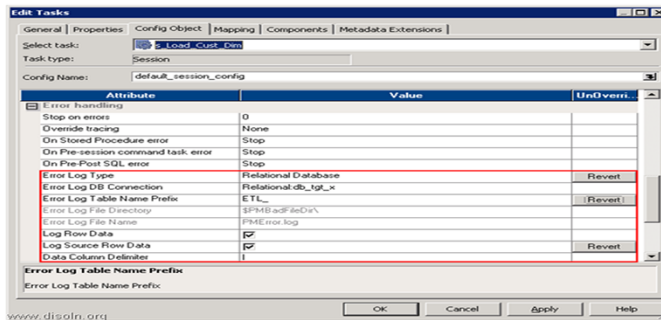 Edit Tasks
General Properties Config Object Mapping Components Metadata Extensions
Select task: s_Load_Cust_Dim
Task type: Session
Config Name: default_session_config
Attribute Value UnOverri...
Error handling
Stop on errors 0
Override tracing None
On Stored Procedure error Stop
On Pre-session command task error Stop
On Pre-Post SQL error Stop
Error Log Type Relational Database Revert
Error Log DB Connection Relational:db_tgt_x
Error Log Table Name Prefix ETL_ Revert
Error Log File Directory $PMBadFileDir\
Error Log File Name PMError.log
Log Row Data
Log Source Row Data Revert
Data Column Delimiter |
Error Log Table Name Prefix
Error Log Table Name Prefix
OK Cancel Apply Help
www.disoln.org